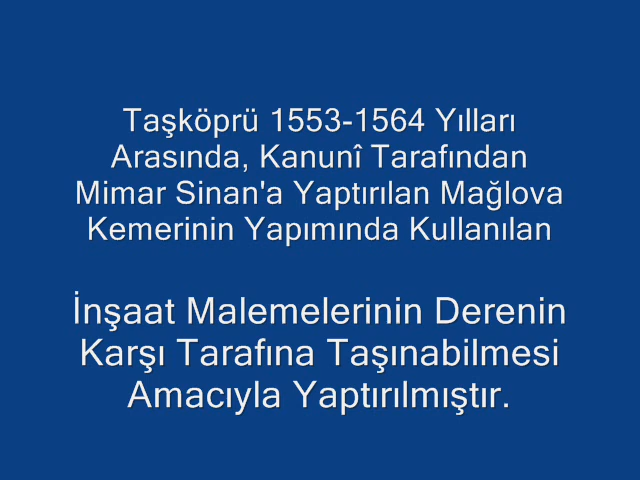 Taşköprü 1553-1564 Yılları
Arasında, Kanunî Tarafından
Mimar Sinan'a Yaptırılan Mağlova
Kemerinin Yapımında Kullanılan
İnşaat Malemelerinin Derenin
Karşı Tarafına Taşınabilmesi
Amacıyla Yaptırılmıştır.